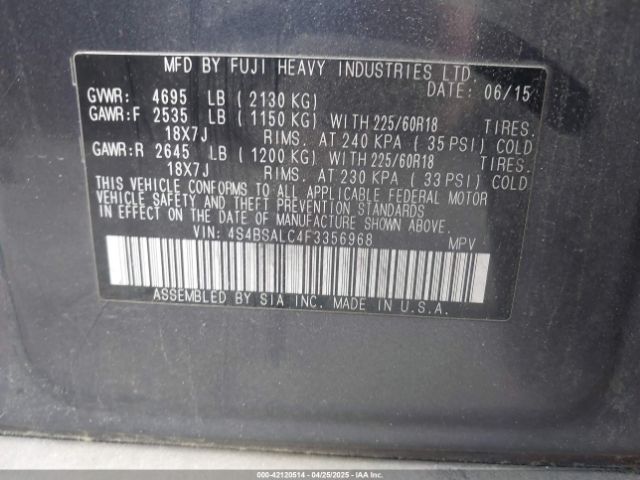 MFD BY FUJI HEAVY INDUSTRIES LTD.
DATE: 06/15
GVWR: 4695 LB ( 2130 KG)
GAWR:F 2535 LB ( 1150 KG) WITH 225/60R18 TIRES.
18X7J RIMS. AT 240 KPA ( 35 PSI) COLD
GAWR:R 2645 LB ( 1200 KG) WITH 225/60R18 TIRES.
18X7J RIMS. AT 230 KPA ( 33 PSI) COLD
THIS VEHICLE CONFORMS TO ALL APPLICABLE FEDERAL MOTOR
VEHICLE SAFETY AND THEFT PREVENTION STANDARDS
IN EFFECT ON THE DATE OF MANUFACTURE SHOWN ABOVE.
VIN: 4S4BSALC4F3356968 MPV
ASSEMBLED BY SIA INC. MADE IN U.S.A.
000-42120514 - 04/25/2025 - IAAI.COM